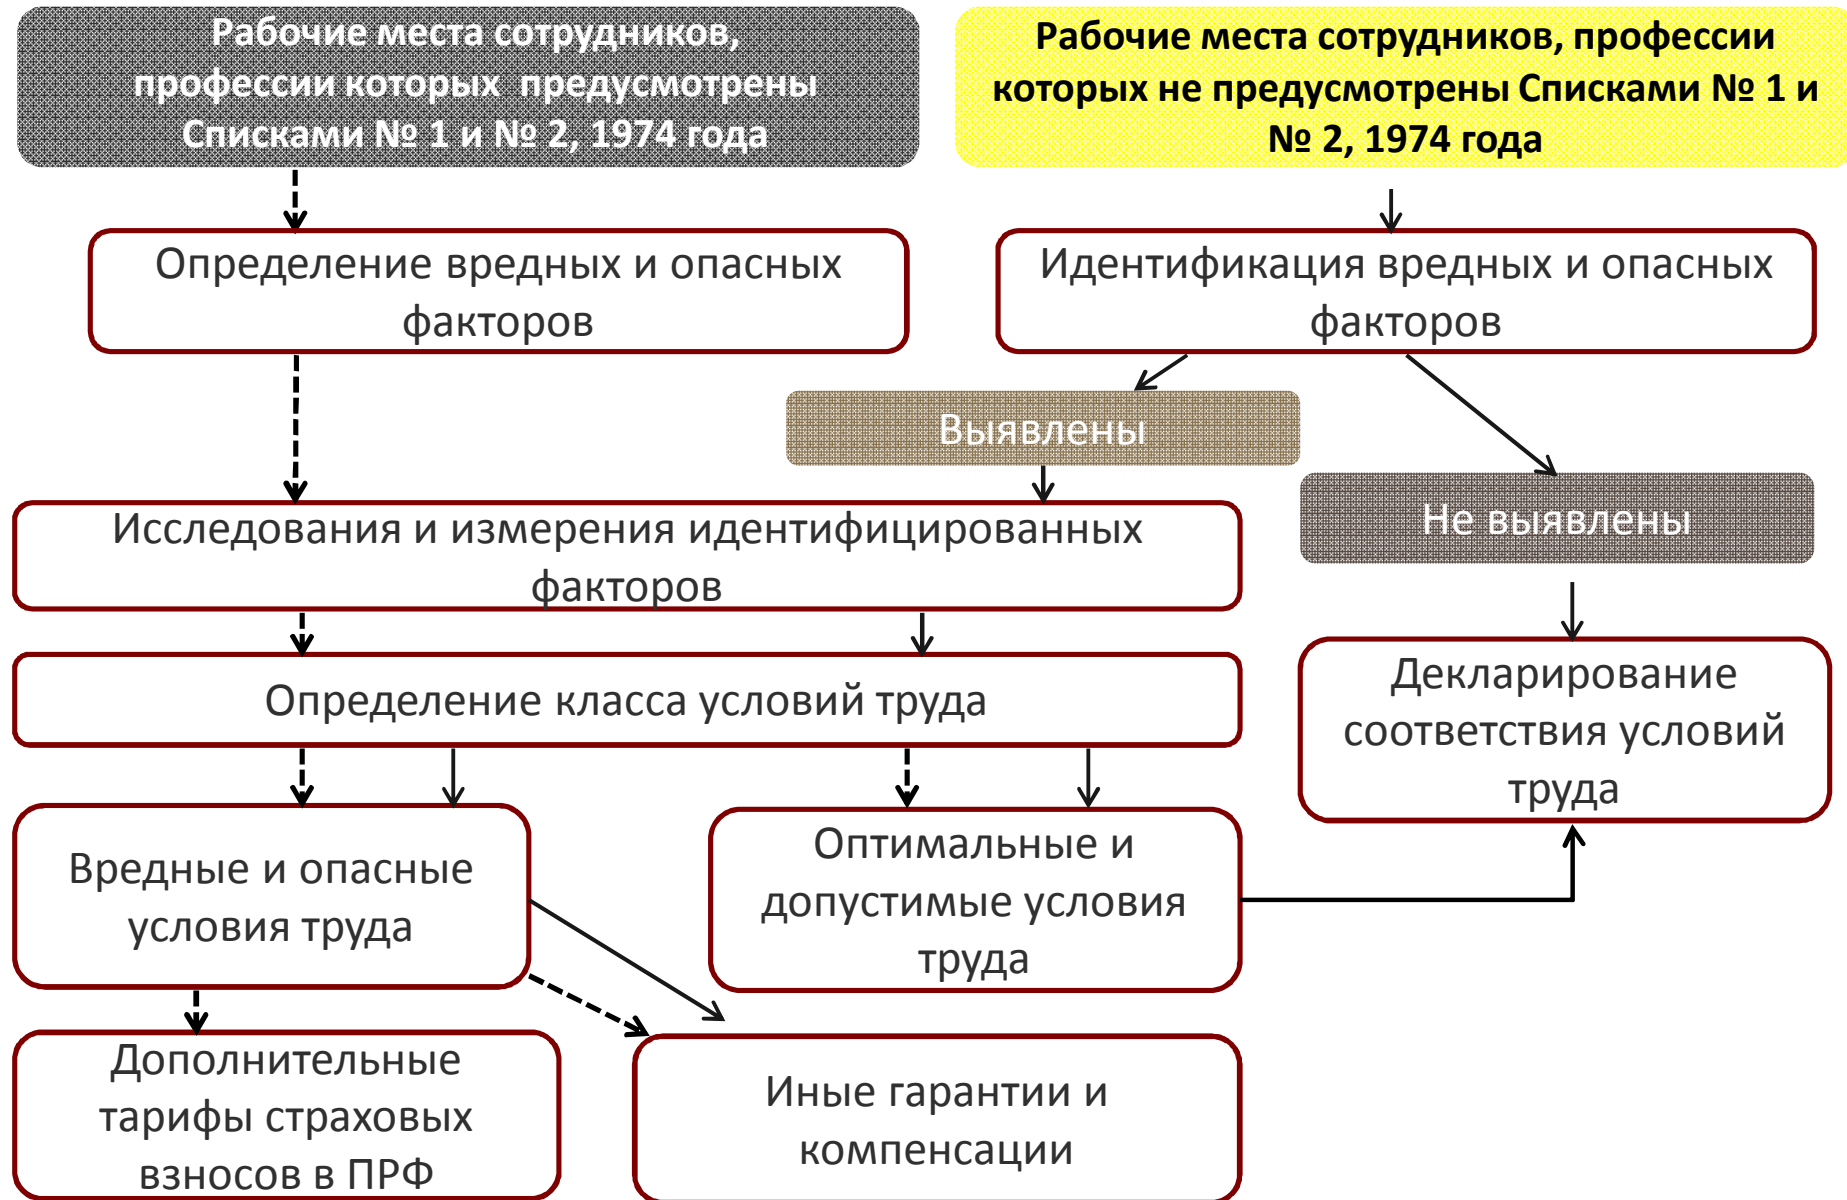 Рабочие места сотрудников,
профессии которых предусмотрены
Списками № 1 и № 2, 1974 года
Рабочие места сотрудников, профессии
которых не предусмотрены Списками № 1 и
№ 2, 1974 года
Определение вредных и опасных
факторов
Идентификация вредных и опасных
факторов
Выявлены
Не выявлены
Исследования и измерения идентифицированных
факторов
Определение класса условий труда
Декларирование
соответствия условий
труда
Вредные и опасные
условия труда
Оптимальные и
допустимые условия
труда
Дополнительные
тарифы страховых
взносов в ПРФ
Иные гарантии и
компенсации